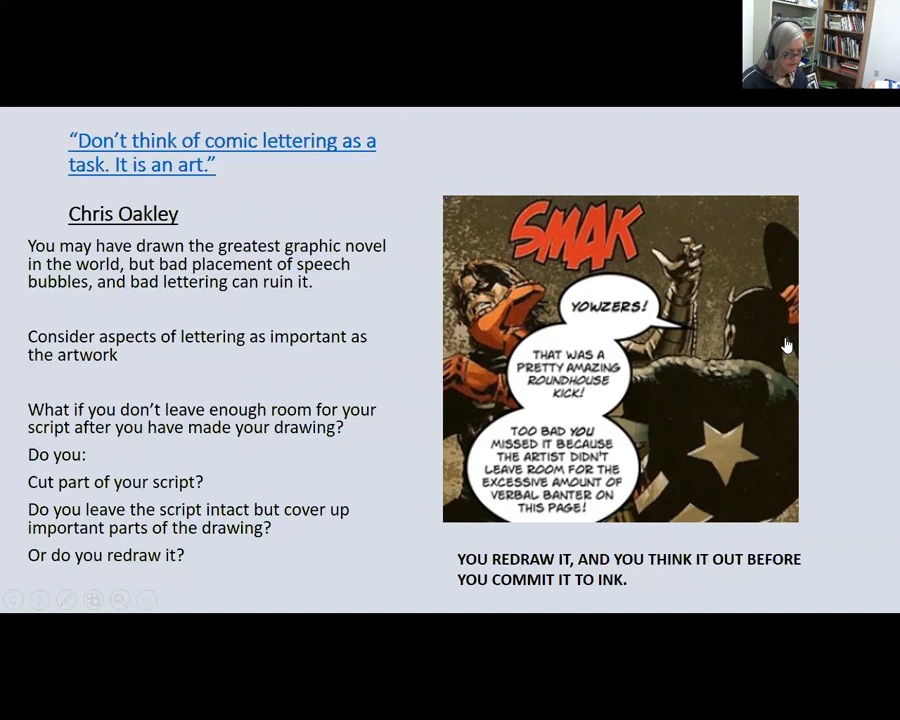 “Don’t think of comic lettering as a
task. It is an art.”
Chris Oakley
You may have drawn the greatest graphic novel
in the world, but bad placement of speech
bubbles, and bad lettering can ruin it.
Consider aspects of lettering as important as
the artwork
What if you don’t leave enough room for your
script after you have made your drawing?
Do you:
Cut part of your script?
Do you leave the script intact but cover up
important parts of the drawing?
Or do you redraw it?
SMAK
YOWZERS!
THAT WAS A
PRETTY AMAZING
ROUNDHOUSE
KICK!
TOO BAD YOU
MISSED IT BECAUSE
THE ARTIST DIDN'T
LEAVE ROOM FOR THE
EXCESSIVE AMOUNT OF
VERBAL BANTER ON
THIS PAGE!
YOU REDRAW IT, AND YOU THINK IT OUT BEFORE
YOU COMMIT IT TO INK.